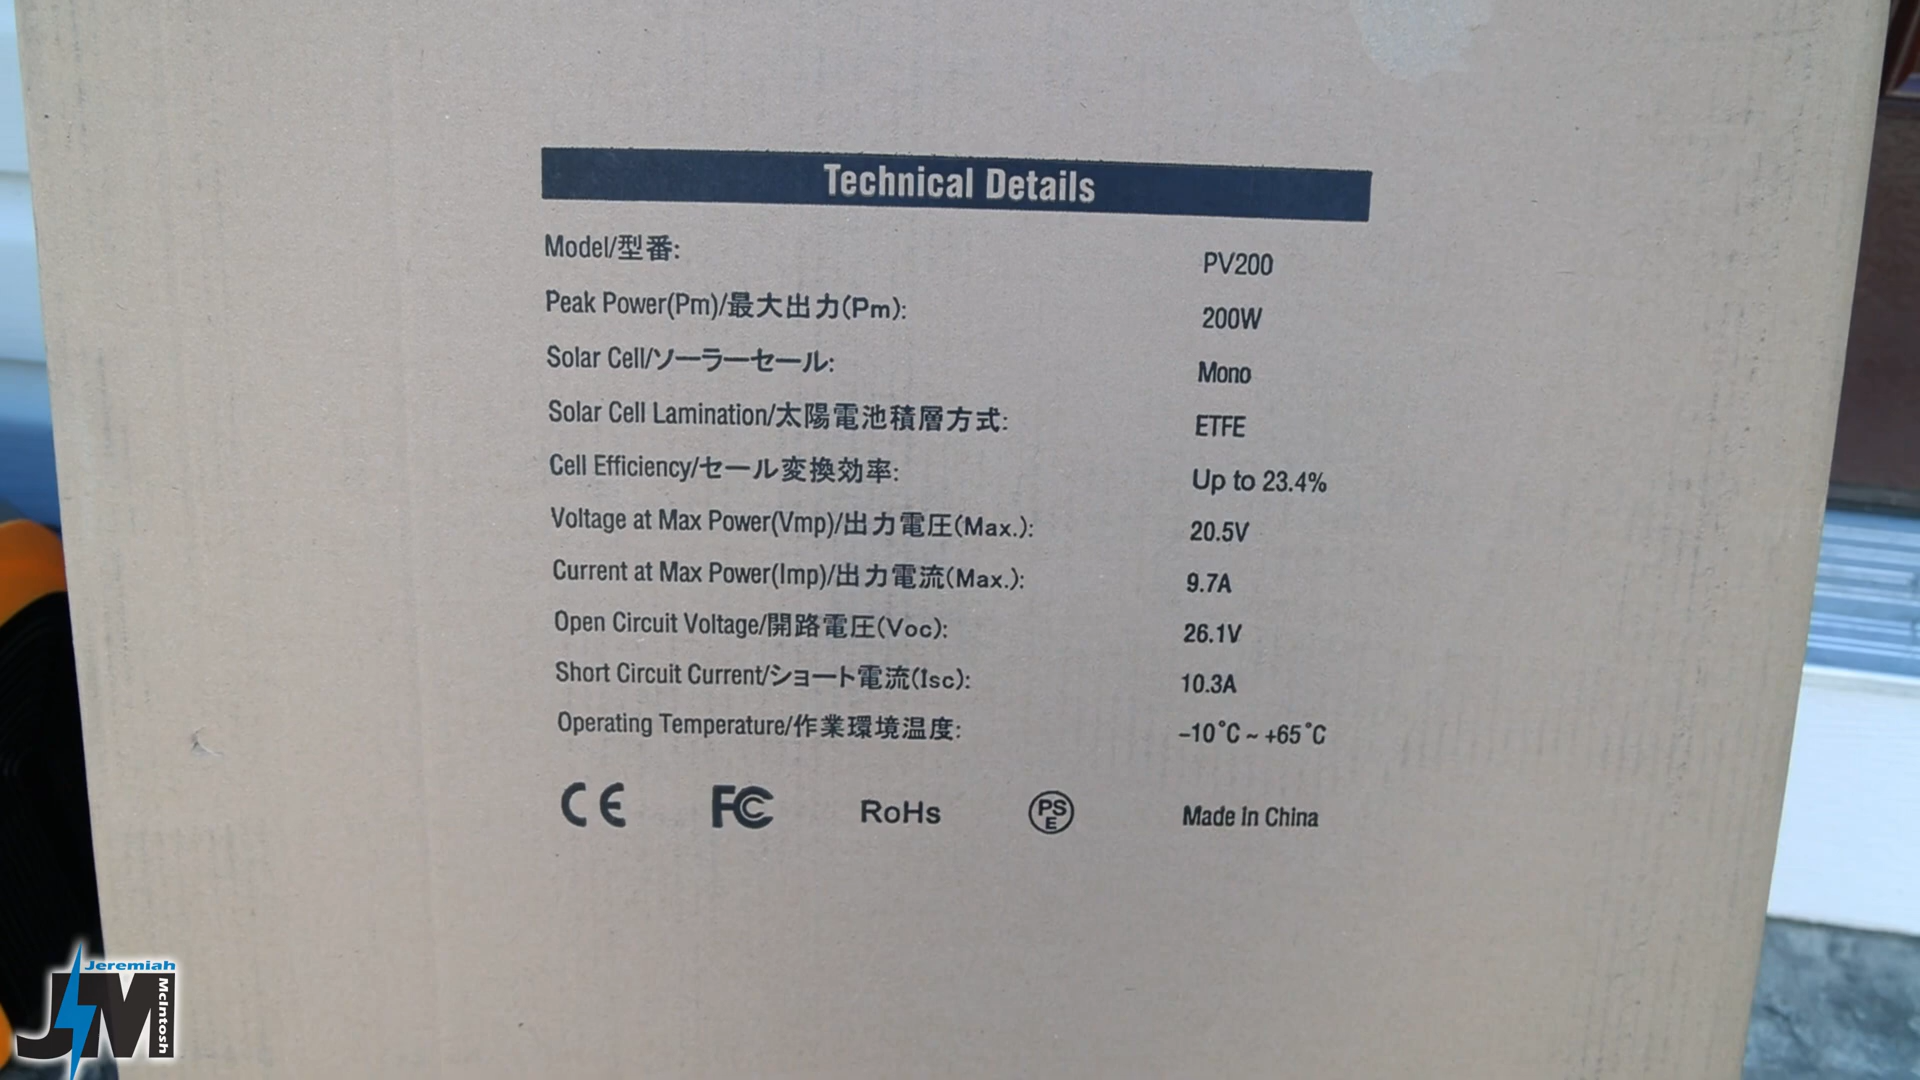 Technical Details
Model/型番: PV200
Peak Power(Pm)/最大出力(Pm): 200W
Solar Cell/ソーラーセール: Mono
Solar Cell Lamination/太陽電池積層方式: ETFE
Cell Efficiency/セール変換効率: Up to 23.4%
Voltage at Max Power(Vmp)/出力電圧(Max.): 20.5V
Current at Max Power(Imp)/出力電流(Max.): 9.7A
Open Circuit Voltage/開路電圧(Voc): 26.1V
Short Circuit Current/ショート電流(Isc): 10.3A
Operating Temperature/作業環境温度: -10°C ~ +65°C
CE FC RoHs PSE Made In China
Jeremiah
JM
McIntosh